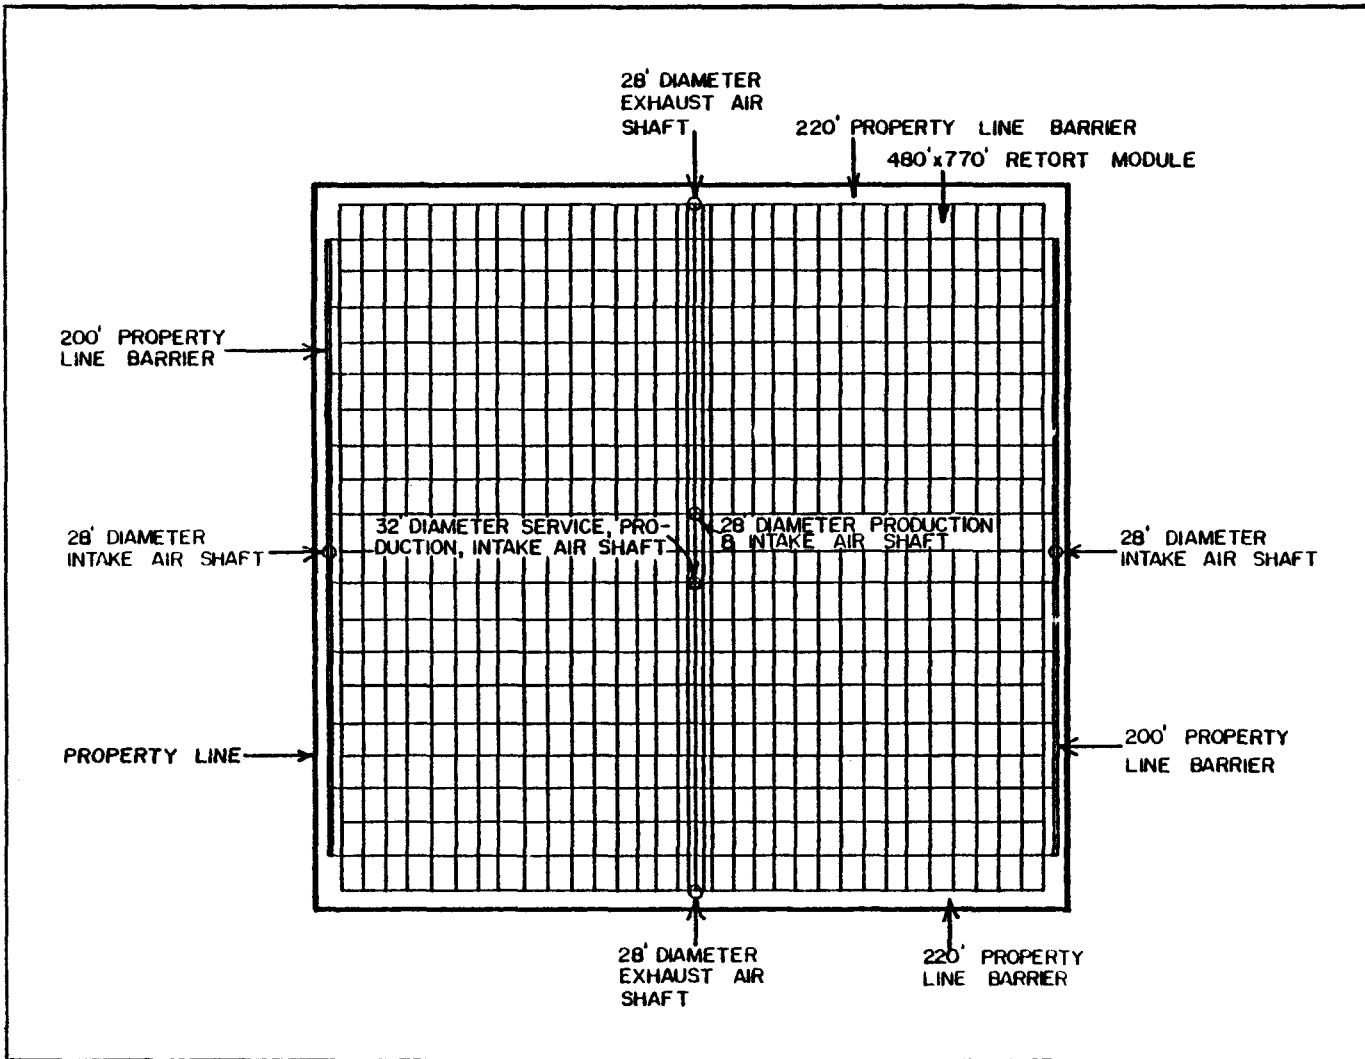 28' DIAMETER
EXHAUST AIR
SHAFT
220' PROPERTY LINE BARRIER
480'x770' RETORT MODULE
200' PROPERTY
LINE BARRIER
32' DIAMETER SERVICE, PRO-
DUCTION, INTAKE AIR SHAFT
28' DIAMETER PRODUCTION
& INTAKE AIR SHAFT
28' DIAMETER
INTAKE AIR SHAFT
28' DIAMETER
INTAKE AIR SHAFT
PROPERTY LINE
200' PROPERTY
LINE BARRIER
28' DIAMETER
EXHAUST AIR
SHAFT
220' PROPERTY
LINE BARRIER